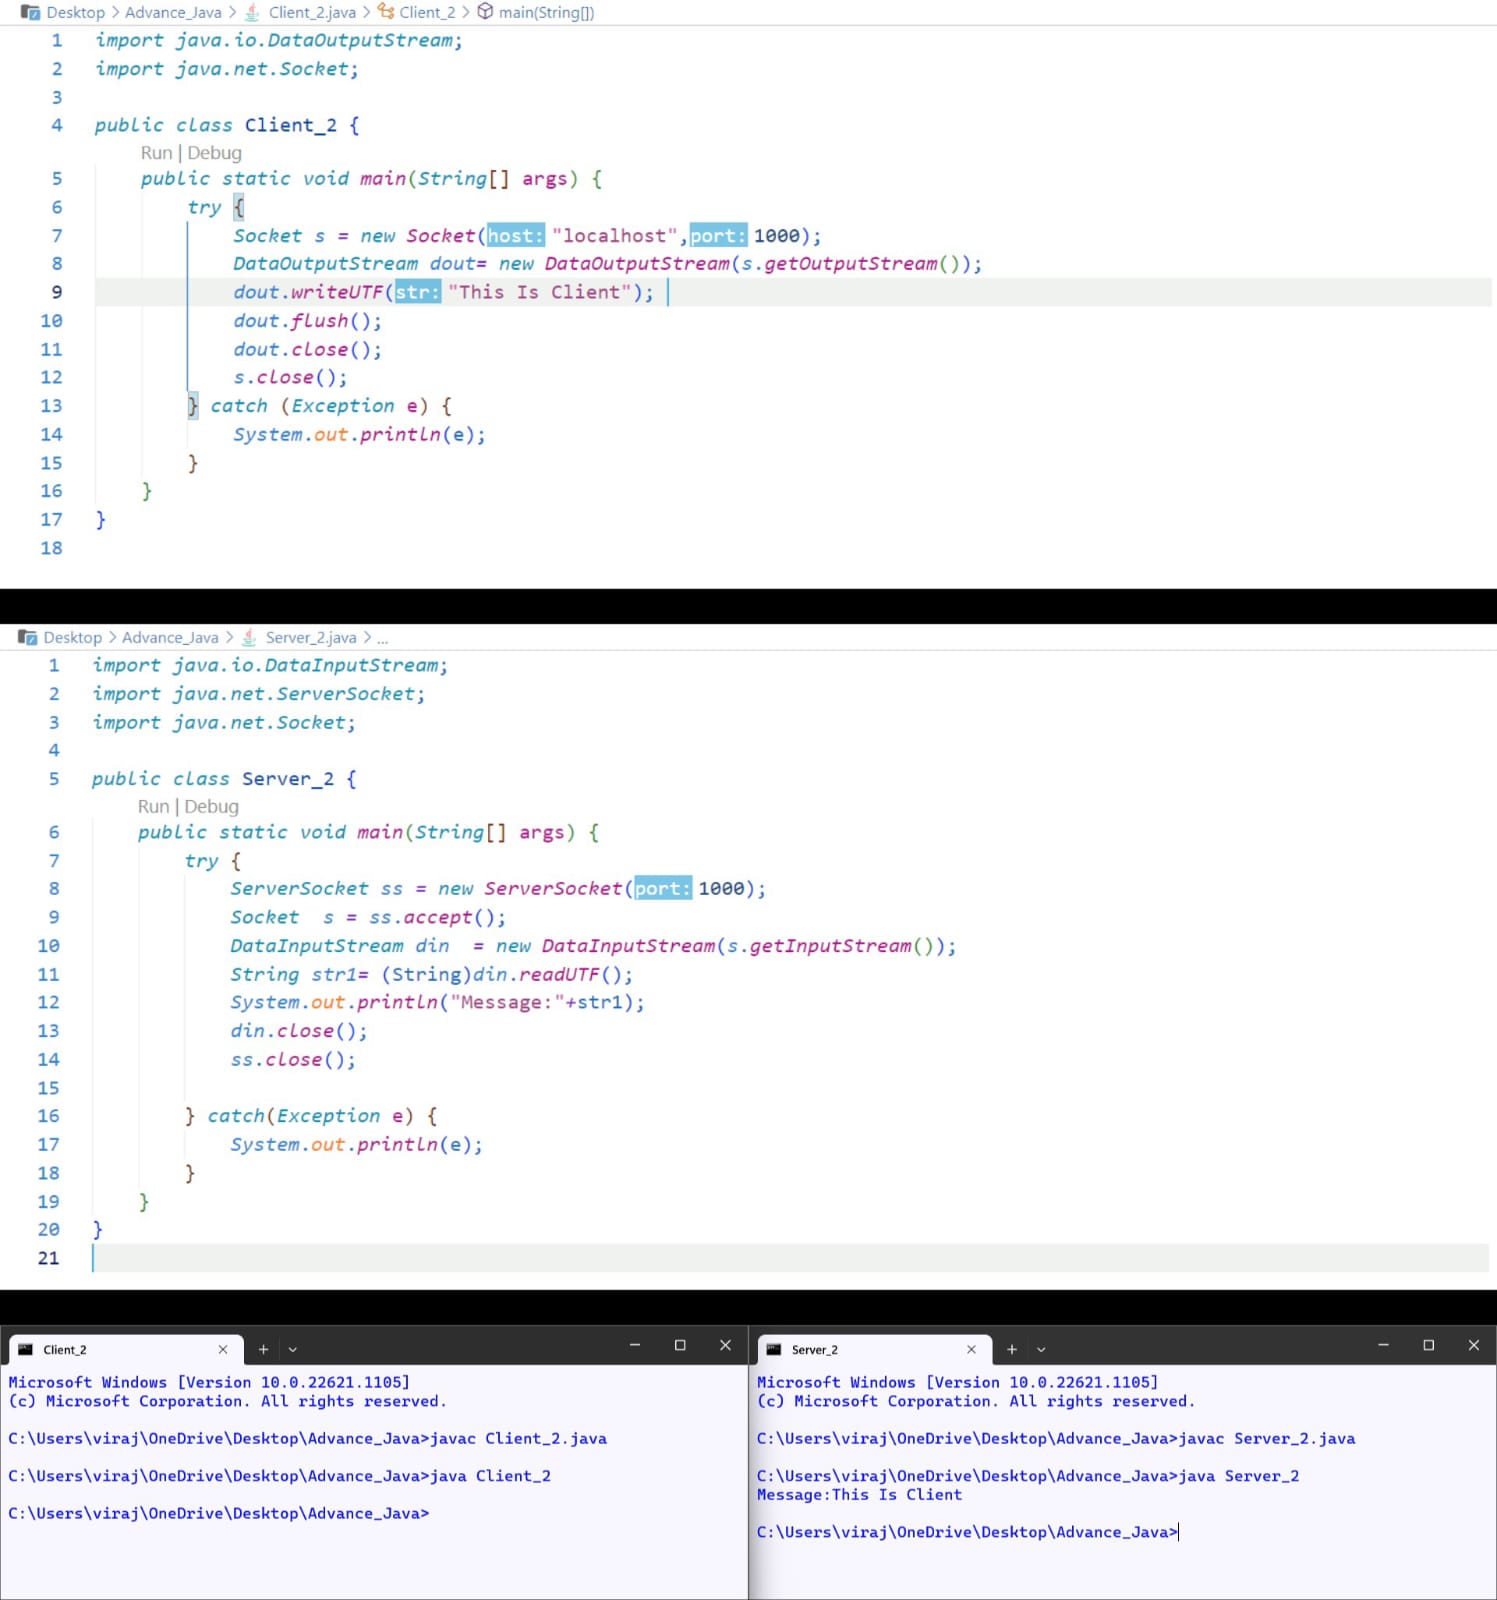 Desktop > Advance_Java > Client_2.java > Client_2 > main(String[])
1 import java.io.DataOutputStream;
2 import java.net.Socket;
3
4 public class Client_2 {
Run | Debug
5 public static void main(String[] args) {
6 try {
7 Socket s = new Socket(host: "localhost",port: 1000);
8 DataOutputStream dout= new DataOutputStream(s.getOutputStream());
9 dout.writeUTF(str: "This Is Client");
10 dout.flush();
11 dout.close();
12 s.close();
13 } catch (Exception e) {
14 System.out.println(e);
15 }
16 }
17 }
18
Desktop > Advance_Java > Server_2.java > ...
1 import java.io.DataInputStream;
2 import java.net.ServerSocket;
3 import java.net.Socket;
4
5 public class Server_2 {
Run | Debug
6 public static void main(String[] args) {
7 try {
8 ServerSocket ss = new ServerSocket(port: 1000);
9 Socket  s = ss.accept();
10 DataInputStream din  = new DataInputStream(s.getInputStream());
11 String str1= (String)din.readUTF();
12 System.out.println("Message:"+str1);
13 din.close();
14 ss.close();
15
16 } catch(Exception e) {
17 System.out.println(e);
18 }
19 }
20 }
21
Client_2
Microsoft Windows [Version 10.0.22621.1105]
(c) Microsoft Corporation. All rights reserved.
C:\Users\viraj\OneDrive\Desktop\Advance_Java>javac Client_2.java
C:\Users\viraj\OneDrive\Desktop\Advance_Java>java Client_2
C:\Users\viraj\OneDrive\Desktop\Advance_Java>
Server_2
Microsoft Windows [Version 10.0.22621.1105]
(c) Microsoft Corporation. All rights reserved.
C:\Users\viraj\OneDrive\Desktop\Advance_Java>javac Server_2.java
C:\Users\viraj\OneDrive\Desktop\Advance_Java>java Server_2
Message:This Is Client
C:\Users\viraj\OneDrive\Desktop\Advance_Java>